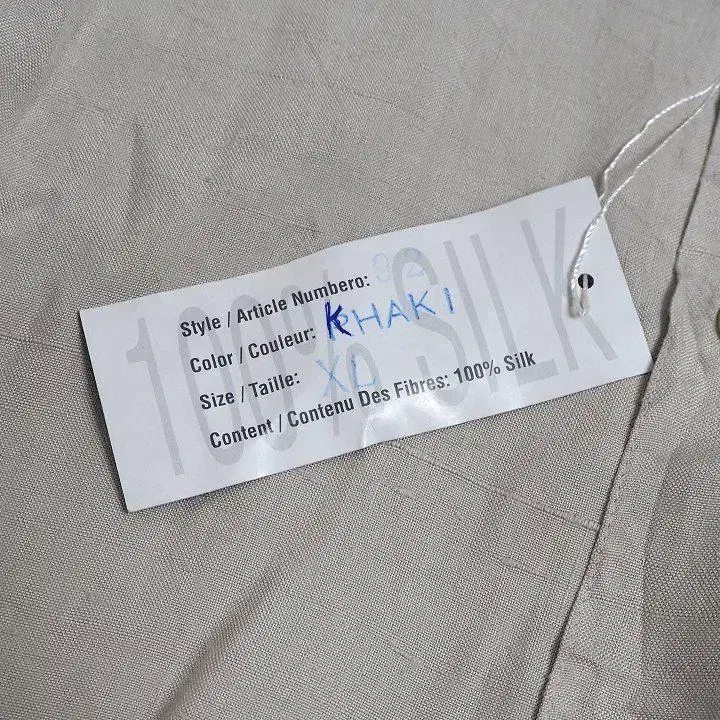 100% SILK
Style / Article Numbero: 92
Color / Couleur: KHAKI
Size / Taille: XL
Content / Contenu Des Fibres: 100% Silk